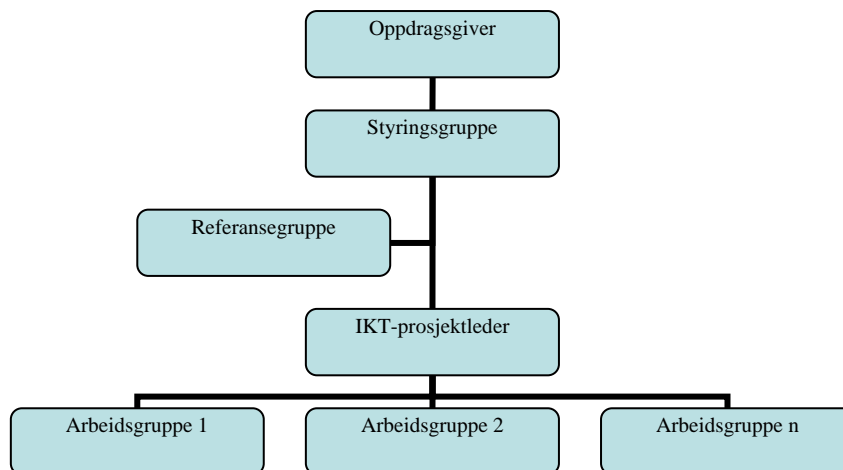 Oppdragsgiver
Styringsgruppe
Referansegruppe
IKT-prosjektleder
Arbeidsgruppe 1
Arbeidsgruppe 2
Arbeidsgruppe n